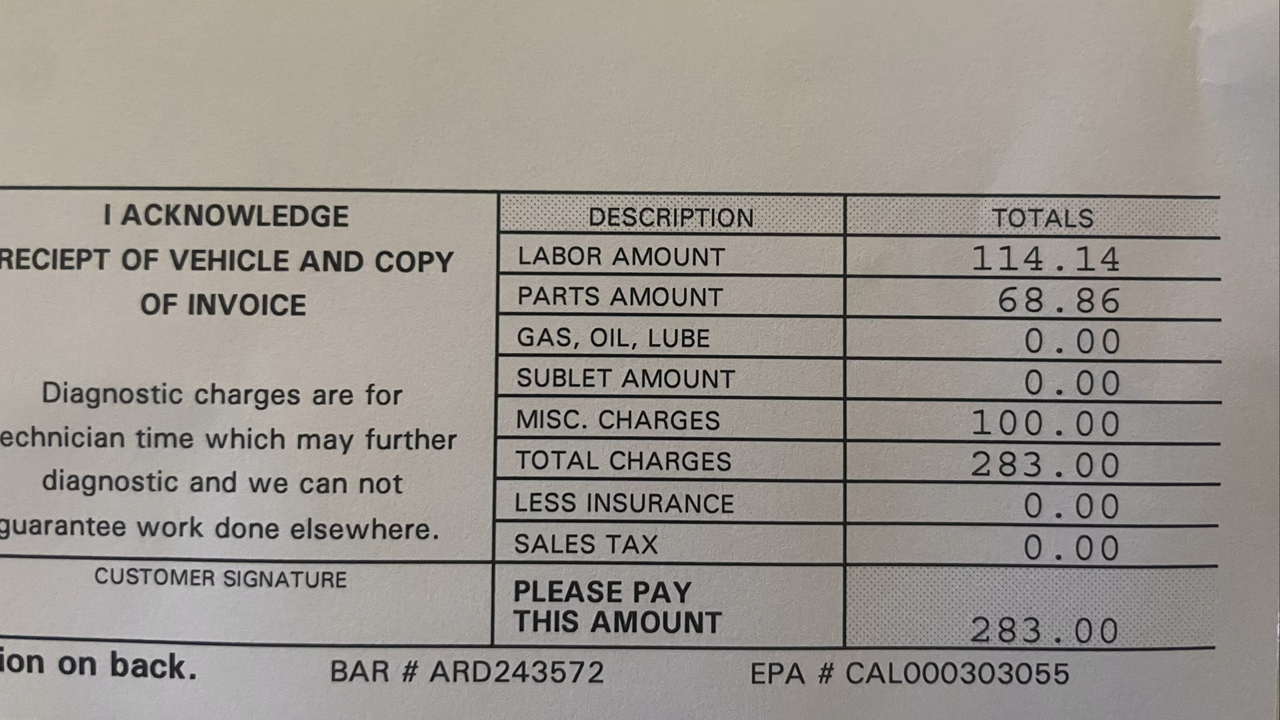 I ACKNOWLEDGE
RECIEPT OF VEHICLE AND COPY
OF INVOICE
Diagnostic charges are for
echnician time which may further
diagnostic and we can not
guarantee work done elsewhere.
CUSTOMER SIGNATURE
DESCRIPTION TOTALS
LABOR AMOUNT 114.14
PARTS AMOUNT 68.86
GAS, OIL, LUBE 0.00
SUBLET AMOUNT 0.00
MISC. CHARGES 100.00
TOTAL CHARGES 283.00
LESS INSURANCE 0.00
SALES TAX 0.00
PLEASE PAY
THIS AMOUNT 283.00
ion on back. BAR # ARD243572 EPA # CAL000303055